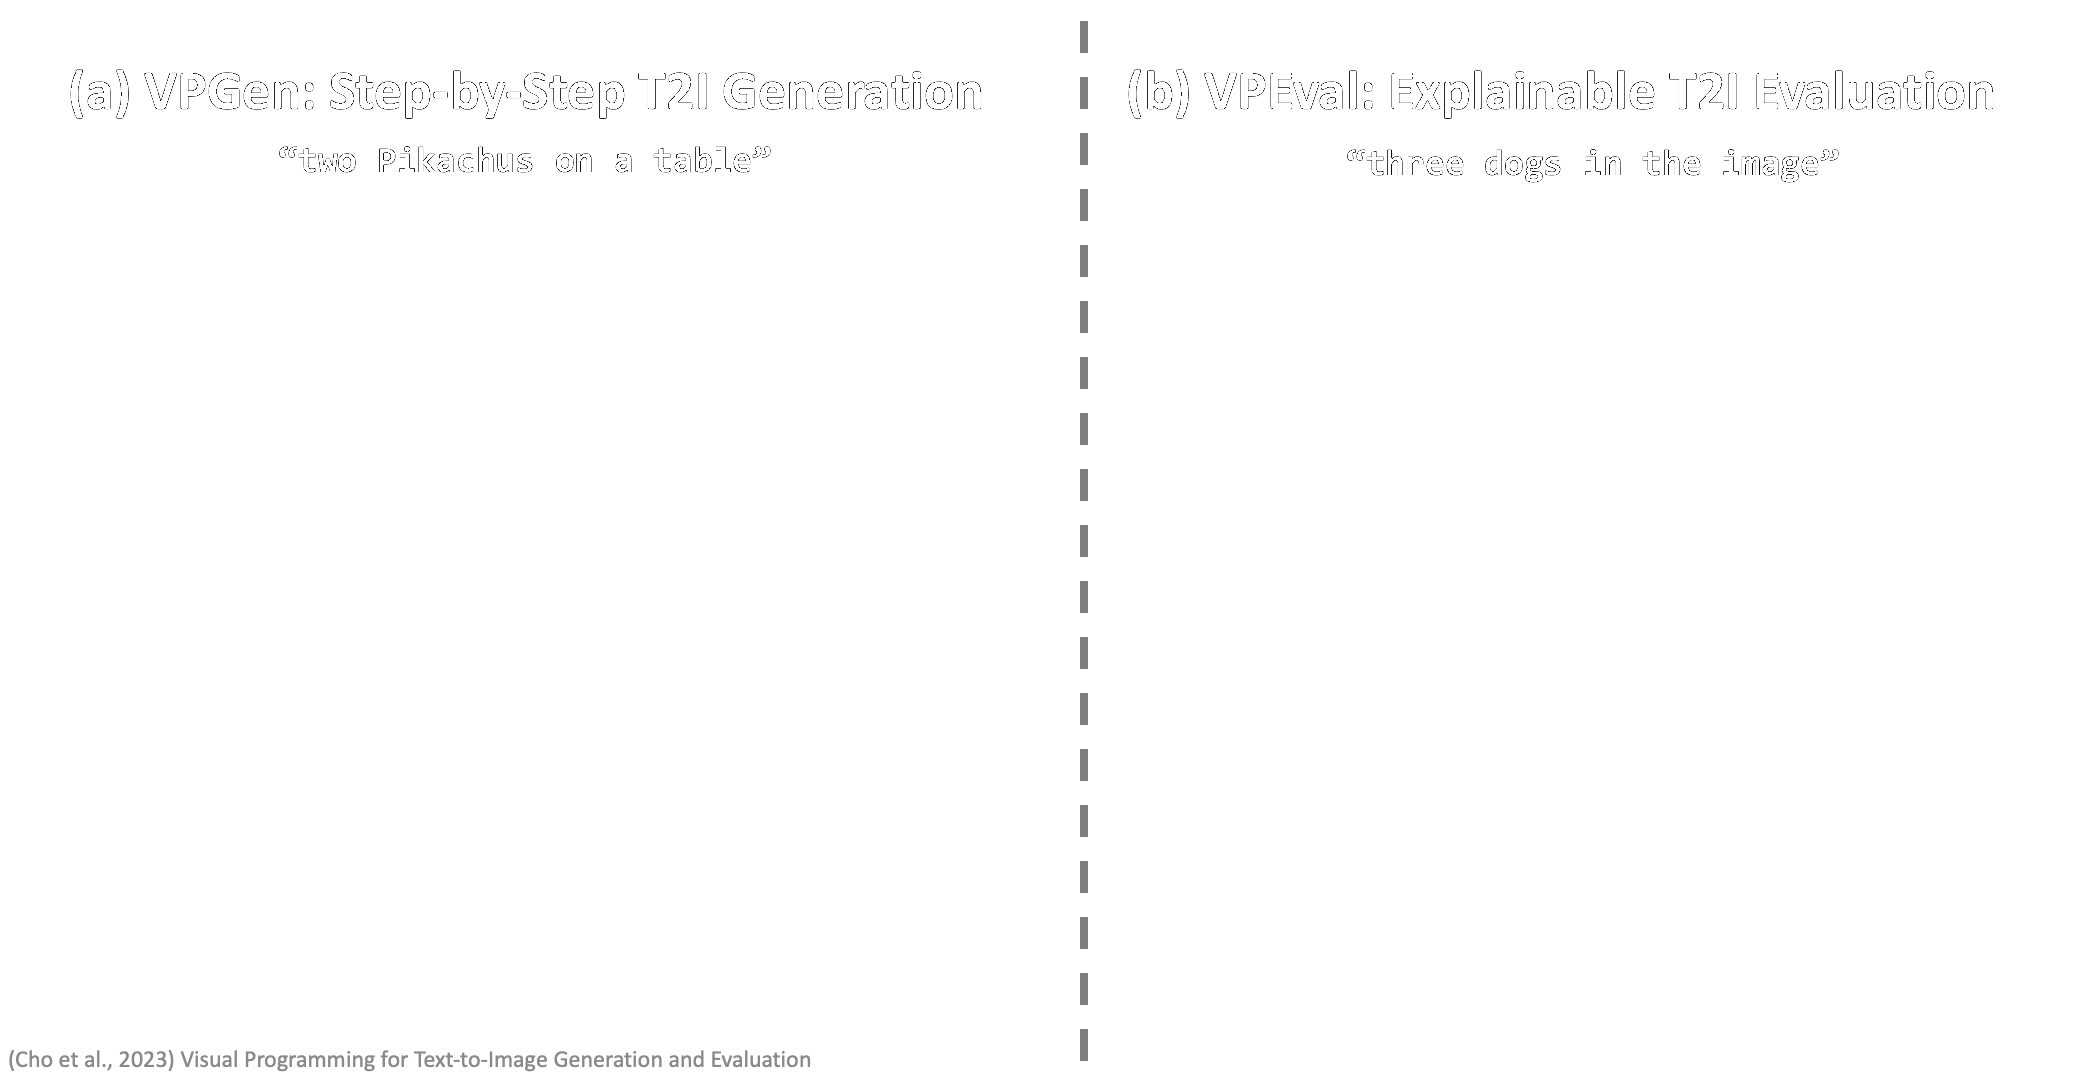 (a) VPGen: Step-by-Step T2I Generation
“two Pikachus on a table”
(b) VPEval: Explainable T2I Evaluation
“three dogs in the image”
(Cho et al., 2023) Visual Programming for Text-to-Image Generation and Evaluation